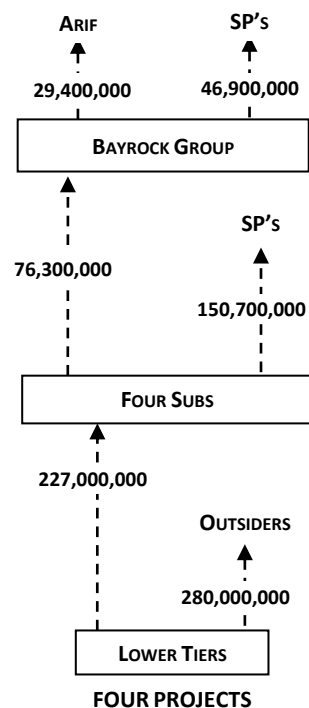 ARIF SP'S
29,400,000 46,900,000
BAYROCK GROUP
SP'S
76,300,000
150,700,000
FOUR SUBS
227,000,000
OUTSIDERS
280,000,000
LOWER TIERS
FOUR PROJECTS